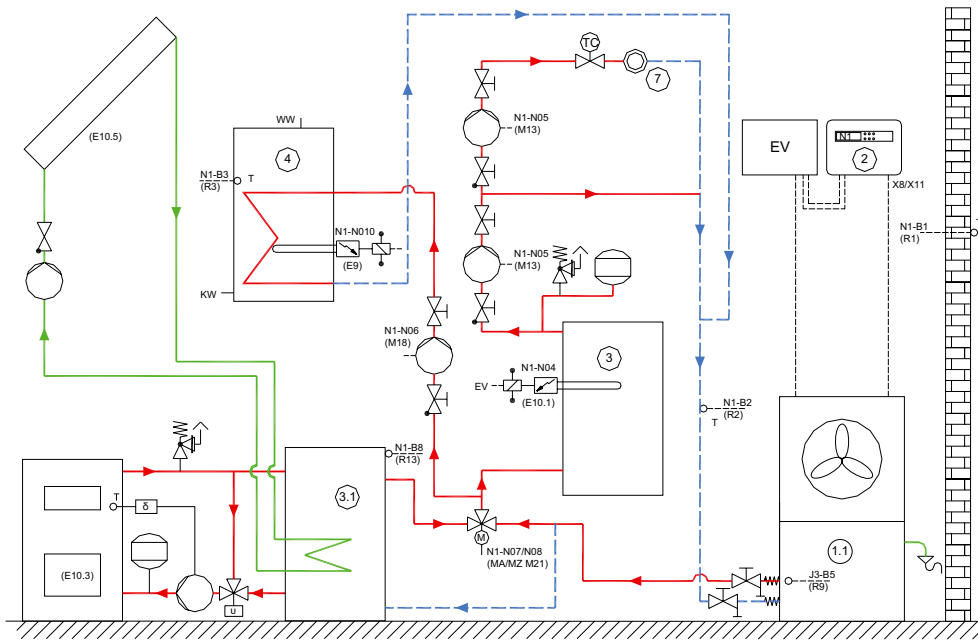 (E10.5)
WW
4
N1-B3
(R3)
T
N1-N010
(E9)
KW
TC
7
N1-N05
(M13)
N1-N05
(M13)
EV
N1
2
X8/X11
N1-B1
(R1)
N1-N06
(M18)
3
N1-N04
EV
(E10.1)
N1-B2
(R2)
T
N1-B8
(R13)
3.1
T
δ
(E10.3)
U
M
N1-N07/N08
(MA/MZ M21)
1.1
J3-B5
(R9)